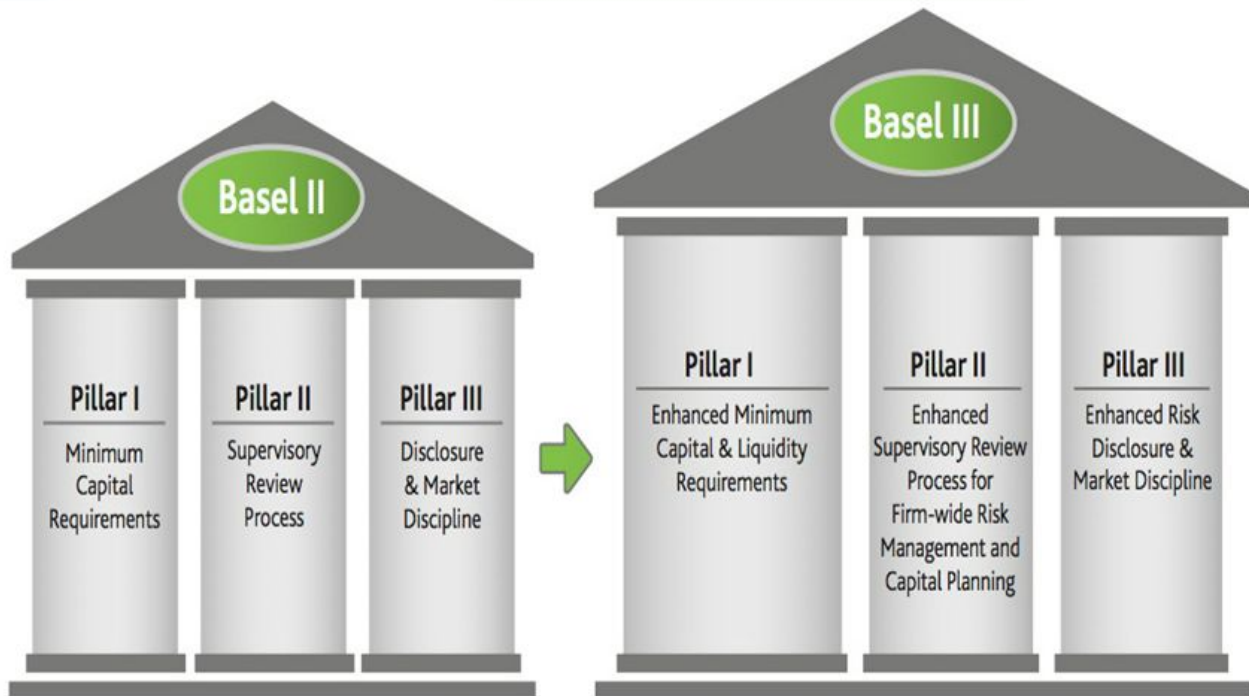 Basel II
Pillar I
Minimum
Capital
Requirements
Pillar II
Supervisory
Review
Process
Pillar III
Disclosure
& Market
Discipline
Basel III
Pillar I
Enhanced Minimum
Capital & Liquidity
Requirements
Pillar II
Enhanced
Supervisory Review
Process for
Firm-wide Risk
Management and
Capital Planning
Pillar III
Enhanced Risk
Disclosure &
Market Discipline